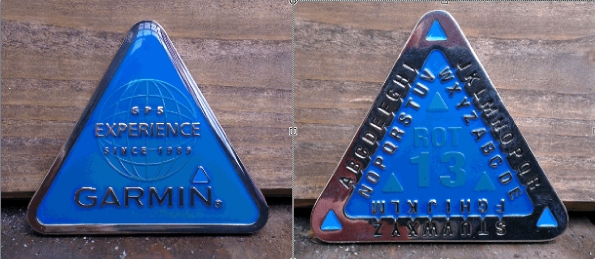 GPS
EXPERIENCE
SINCE 1989
GARMIN®
ABCDEFGHI
NOPQRSTUV
JKLMNOPQR
WXYZABCDE
ROT
13
FGHIJKLM
STUVWXYZ